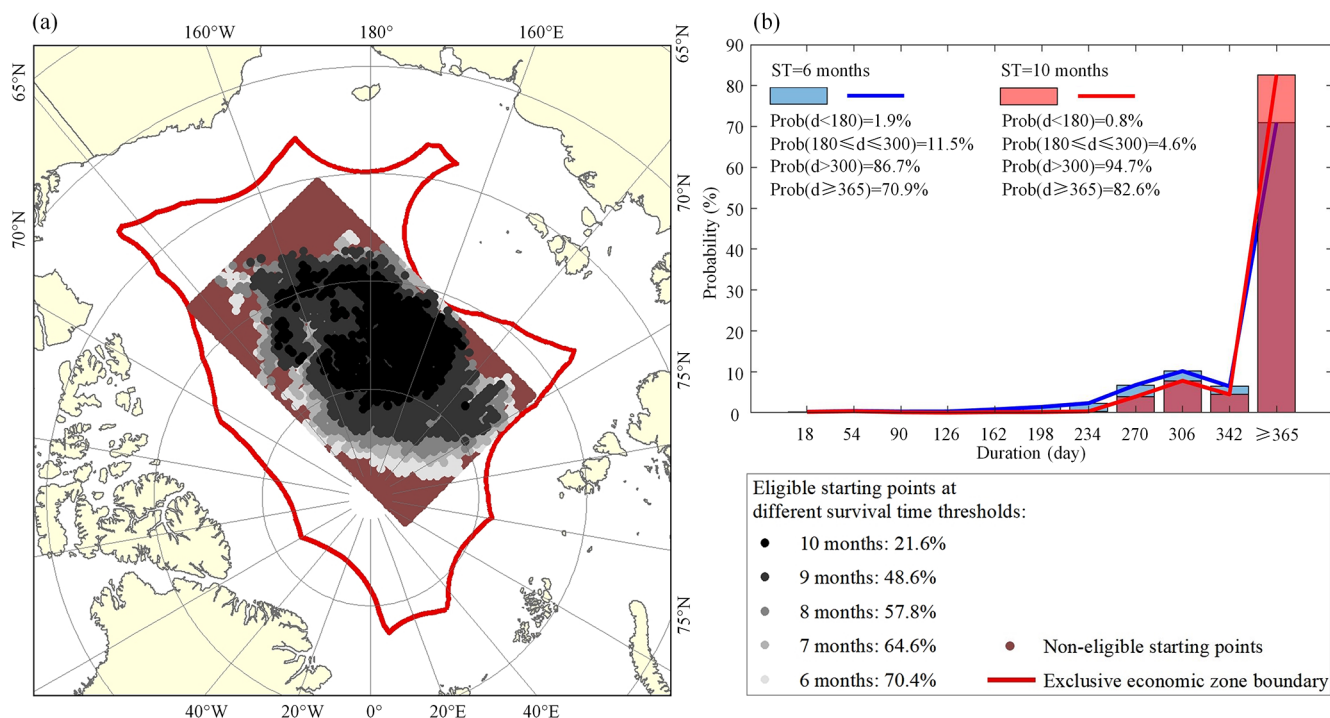 (a)
160°W
180°
160°E
65°N
65°N
70°N
70°N
75°N
75°N
40°W
20°W
0°
20°E
40°E
(b)
90
80
70
60
50
40
30
20
10
0
Probability (%)
ST=6 months
Prob(d<180)=1.9%
Prob(180≤d≤300)=11.5%
Prob(d>300)=86.7%
Prob(d≥365)=70.9%
ST=10 months
Prob(d<180)=0.8%
Prob(180≤d≤300)=4.6%
Prob(d>300)=94.7%
Prob(d≥365)=82.6%
18 54 90 126 162 198 234 270 306 342 ≥365
Duration (day)
Eligible starting points at
different survival time thresholds:
10 months: 21.6%
9 months: 48.6%
8 months: 57.8%
7 months: 64.6%
6 months: 70.4%
Non-eligible starting points
Exclusive economic zone boundary